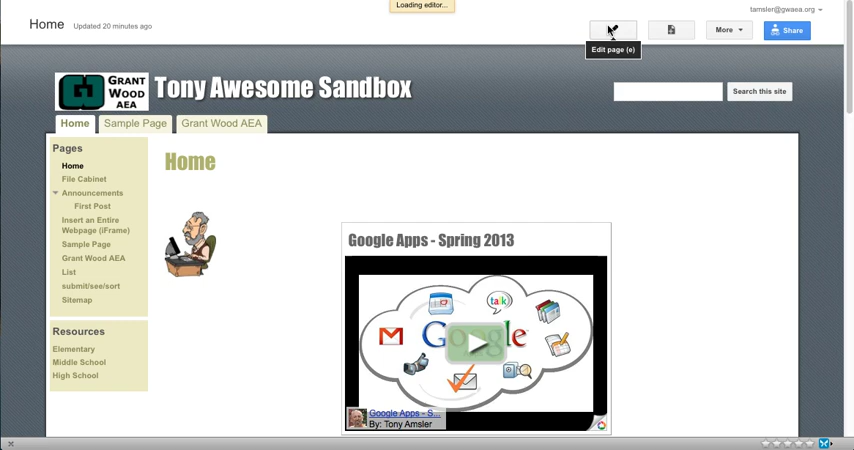 Loading editor...
tamsler@gwaea.org
Home Updated 20 minutes ago
More
Share
Edit page (e)
GRANT
WOOD
AEA
Tony Awesome Sandbox
Search this site
Home Sample Page Grant Wood AEA
Pages
Home
File Cabinet
Announcements
First Post
Insert an Entire
Webpage (iFrame)
Sample Page
Grant Wood AEA
List
submit/see/sort
Sitemap
Resources
Elementary
Middle School
High School
Home
Google Apps - Spring 2013
talk
Google
Google Apps - S...
By: Tony Amsler